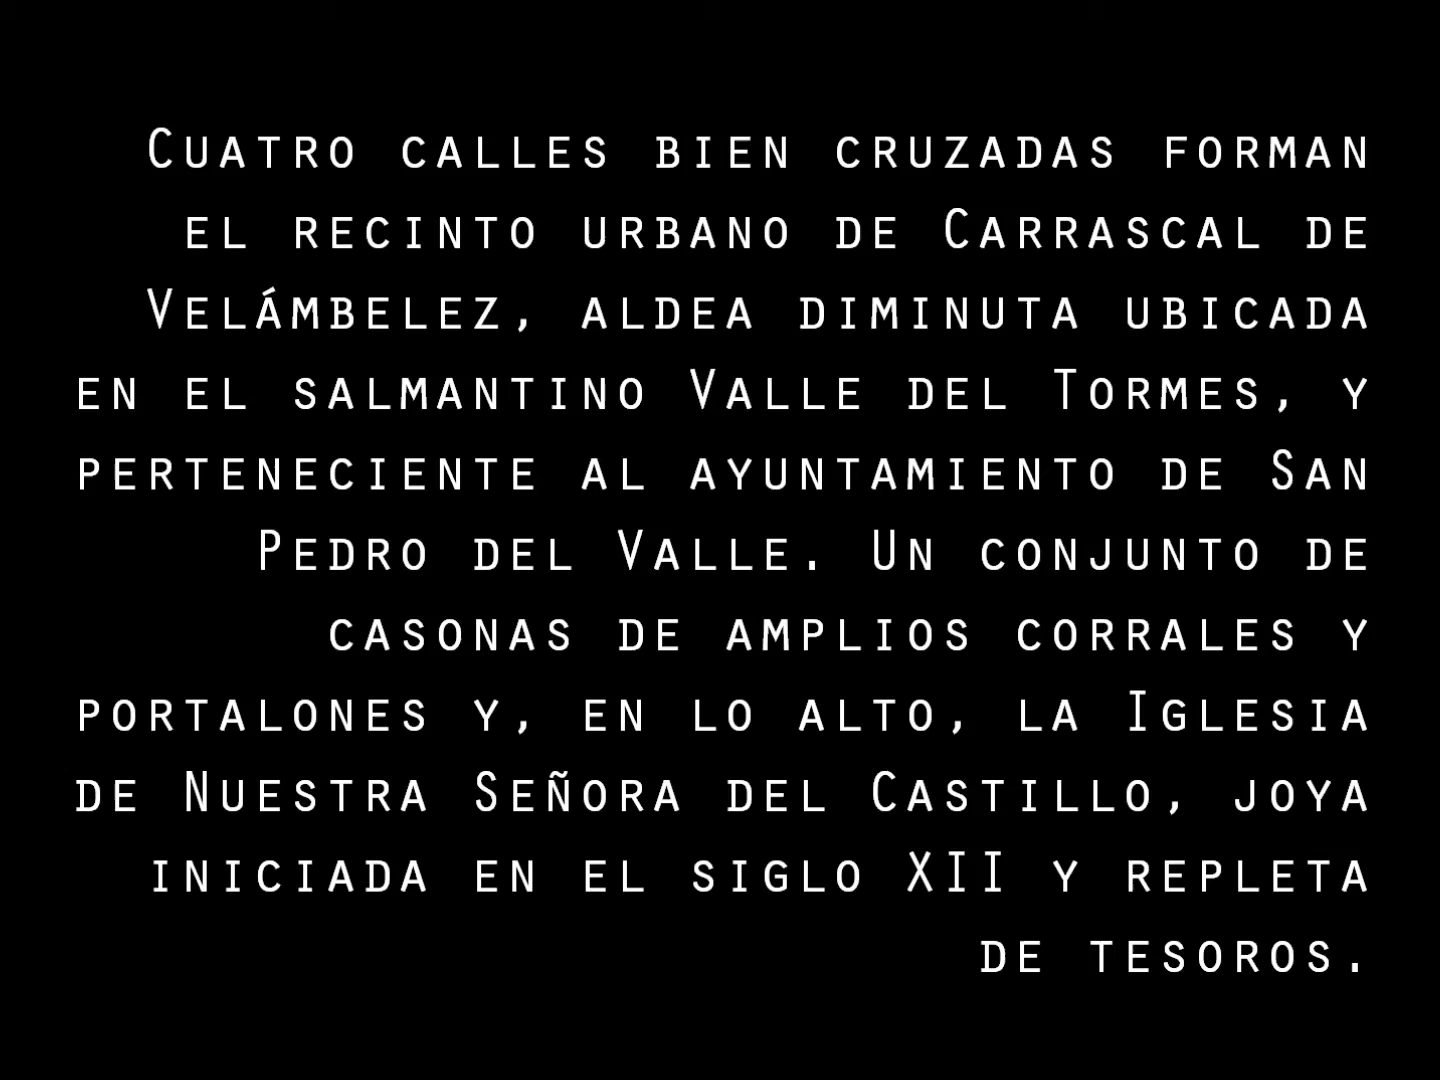 Cuatro calles bien cruzadas forman
el recinto urbano de Carrascal de
Velámbelez, aldea diminuta ubicada
en el salmantino Valle del Tormes, y
perteneciente al ayuntamiento de San
Pedro del Valle. Un conjunto de
casonas de amplios corrales y
portalones y, en lo alto, la Iglesia
de Nuestra Señora del Castillo, joya
iniciada en el siglo XII y repleta
de tesoros.